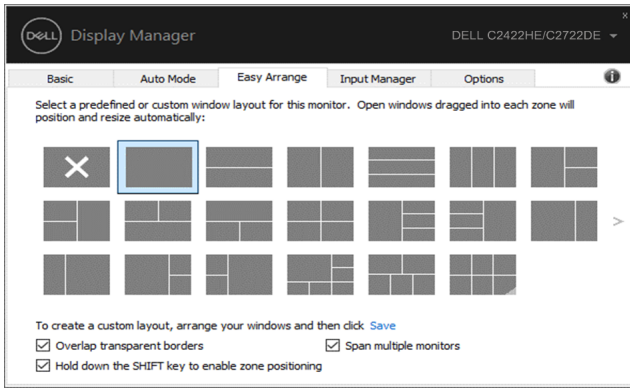 DELL Display Manager
x
DELL C2422HE/C2722DE
Basic Auto Mode Easy Arrange Input Manager Options i
Select a predefined or custom window layout for this monitor. Open windows dragged into each zone will
position and resize automatically:
>
To create a custom layout, arrange your windows and then click Save
Overlap transparent borders Span multiple monitors
Hold down the SHIFT key to enable zone positioning